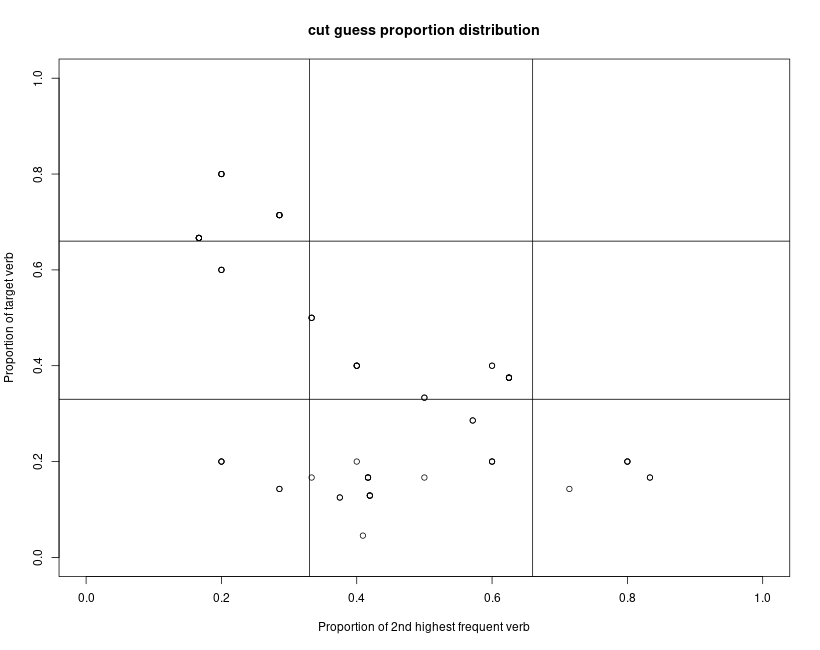 cut guess proportion distribution
1.0
0.8
0.6
0.4
0.2
0.0
Proportion of target verb
0.0 0.2 0.4 0.6 0.8 1.0
Proportion of 2nd highest frequent verb